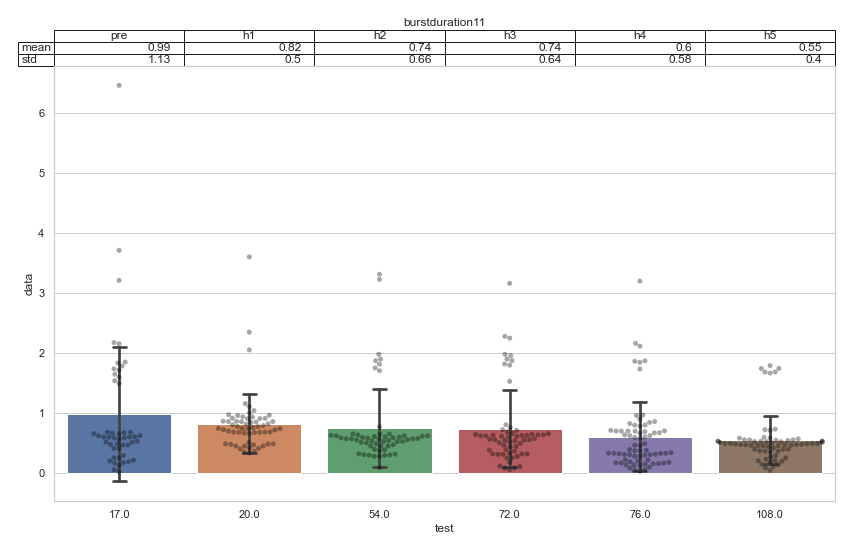 burstduration11
pre h1 h2 h3 h4 h5
mean 0.99 0.82 0.74 0.74 0.6 0.55
std 1.13 0.5 0.66 0.64 0.58 0.4
6
5
4
3
2
1
0
data
17.0 20.0 54.0 72.0 76.0 108.0
test